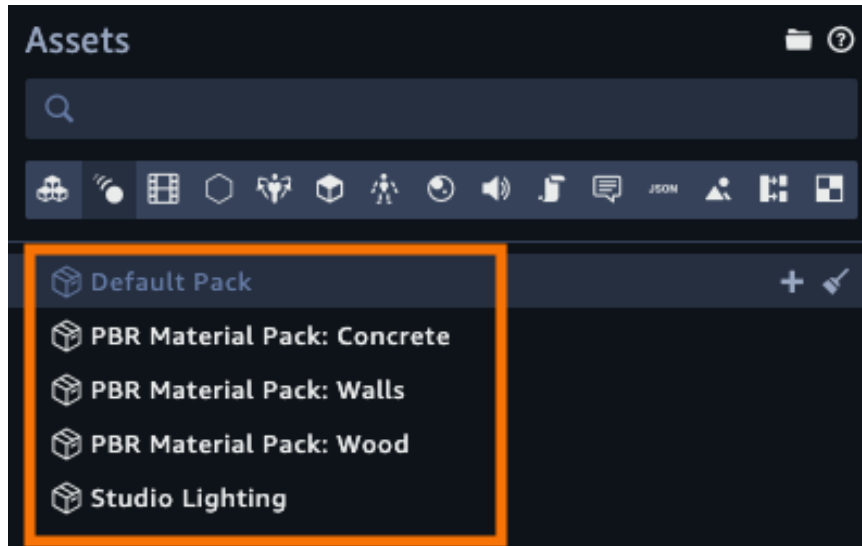 Assets
JSON
Default Pack
PBR Material Pack: Concrete
PBR Material Pack: Walls
PBR Material Pack: Wood
Studio Lighting